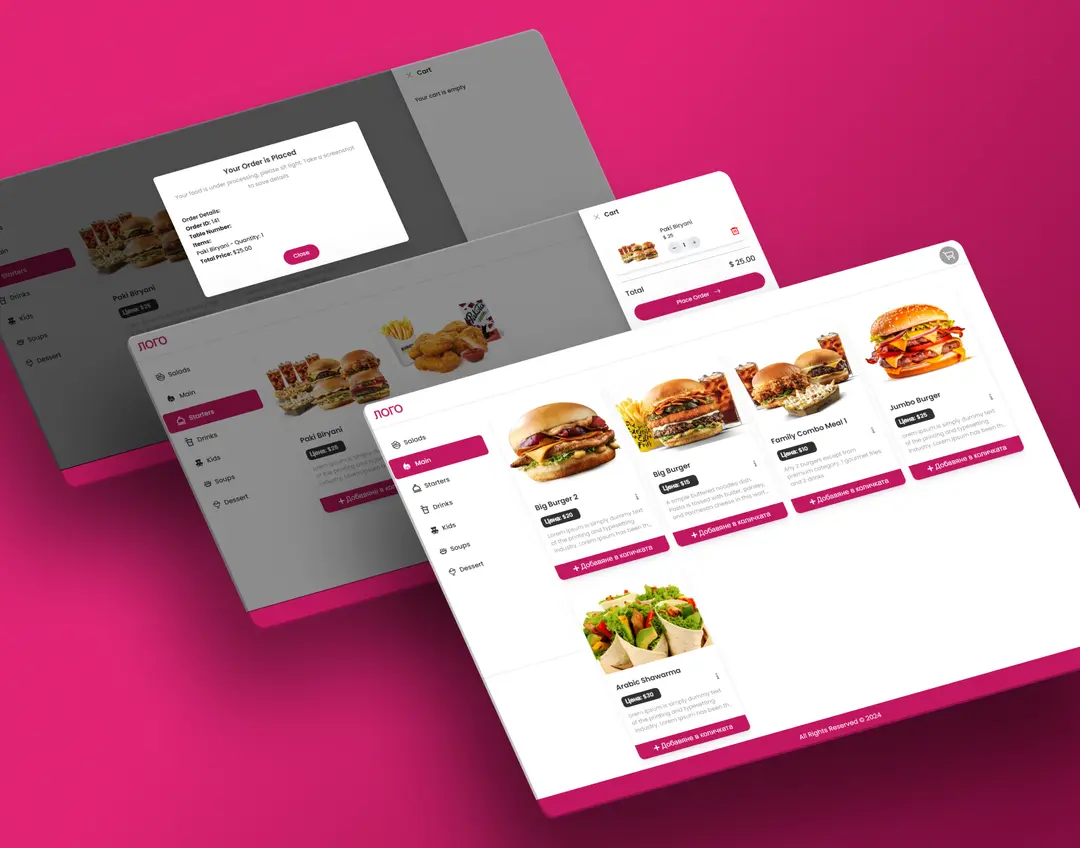 Cart
Your cart is empty
Your Order is Placed
Your food is under processing, please sit tight. Take a screenshot
to save details.
Order Details:
Order ID: 141
Table Number:
Items:
Paki Biryani - Quantity: 1
Total Price: $25.00
Close
Starters
Drinks
Kids
Soups
Dessert
Paki Biryani
Цена: $25
Cart
Paki Biryani
$ 25
- 1 +
Total
$ 25.00
Place Order →
ЛОГО
Salads
Main
Starters
Drinks
Kids
Soups
Dessert
Paki Biryani
Цена: $25
+ Добавяне в
ЛОГО
Salads
Main
Starters
Drinks
Kids
Soups
Dessert
Big Burger 2
Цена: $20
Lorem Ipsum is simply dummy text
of the printing and typesetting
industry. Lorem Ipsum has been th...
+ Добавяне в количката
Big Burger
Цена: $15
A simple buttered noodles dish.
Pasta is tossed with butter, parsley,
and Parmesan cheese in this wort...
+ Добавяне в количката
Family Combo Meal 1
Цена: $10
Any 2 burgers except from
premium category, 1 gourmet fries
and 2 drinks
+ Добавяне в количката
Jumbo Burger
Цена: $25
Lorem Ipsum is simply dummy text
of the printing and typesetting
industry. Lorem Ipsum has been th...
+ Добавяне в количката
Arabic Shawarma
Цена: $30
Lorem Ipsum is simply dummy text
of the printing and typesetting
industry. Lorem Ipsum has been th...
+ Добавяне в количката
All Rights Reserved © 2024